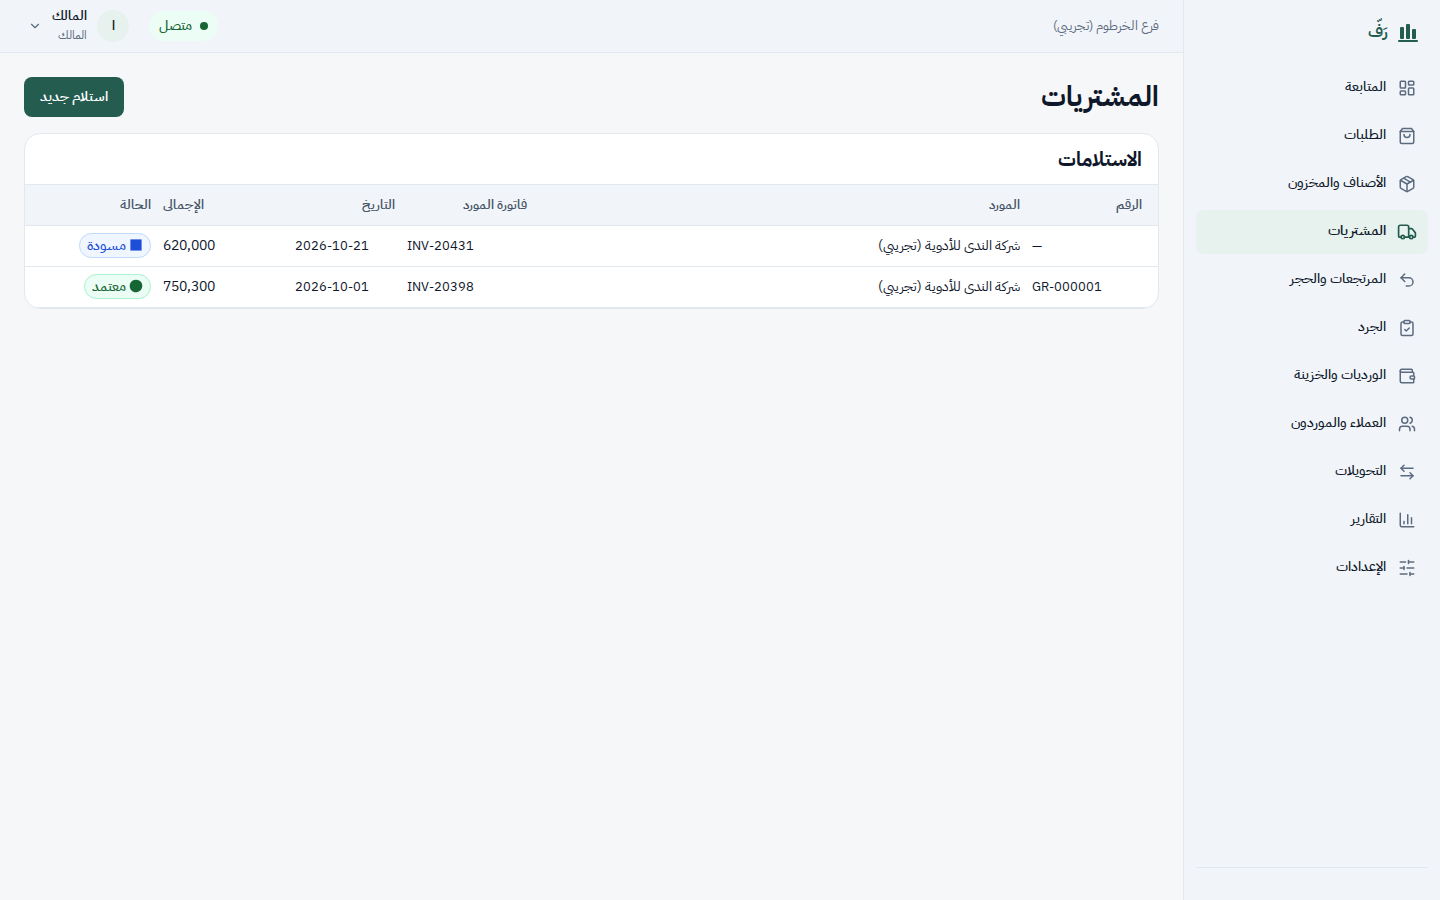 رَفّ
المتابعة
الطلبات
الأصناف والمخزون
المشتريات
المرتجعات والحجر
الجرد
الورديات والخزينة
العملاء والموردون
التحويلات
التقارير
الإعدادات
فرع الخرطوم (تجريبي)
متصل
ا
المالك
المالك
المشتريات
استلام جديد
الاستلامات
الرقم المورد فاتورة المورد التاريخ الإجمالي الحالة
— شركة الندى للأدوية (تجريبي) INV-20431 2026-10-21 620,000 مسودة
GR-000001 شركة الندى للأدوية (تجريبي) INV-20398 2026-10-01 750,300 معتمد